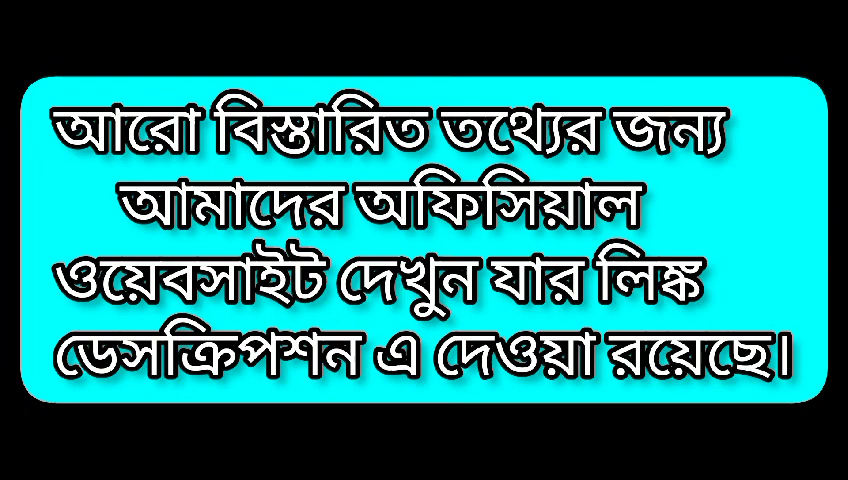 আরো বিস্তারিত তথ্যের জন্য
আমাদের অফিসিয়াল
ওয়েবসাইট দেখুন যার লিঙ্ক
ডেসক্রিপশন এ দেওয়া রয়েছে।